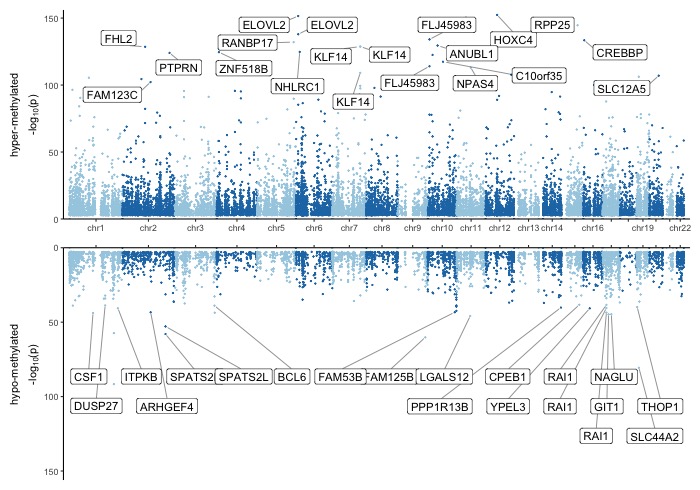 150
100
50
0
hyper-methylated
-log10(p)
ELOVL2
ELOVL2
FLJ45983
RPP25
FHL2
RANBP17
HOXC4
KLF14
KLF14
ANUBL1
CREBBP
PTPRN
ZNF518B
NHLRC1
FLJ45983
NPAS4
C10orf35
FAM123C
KLF14
SLC12A5
chr1
chr2
chr3
chr4
chr5
chr6
chr7
chr8
chr9
chr10
chr11
chr12
chr13
chr14
chr16
chr19
chr22
0
50
100
150
hypo-methylated
-log10(p)
CSF1
ITPKB
SPATS2
SPATS2L
BCL6
FAM53B
FAM125B
LGALS12
CPEB1
RAI1
NAGLU
DUSP27
ARHGEF4
PPP1R13B
YPEL3
RAI1
GIT1
THOP1
RAI1
SLC44A2